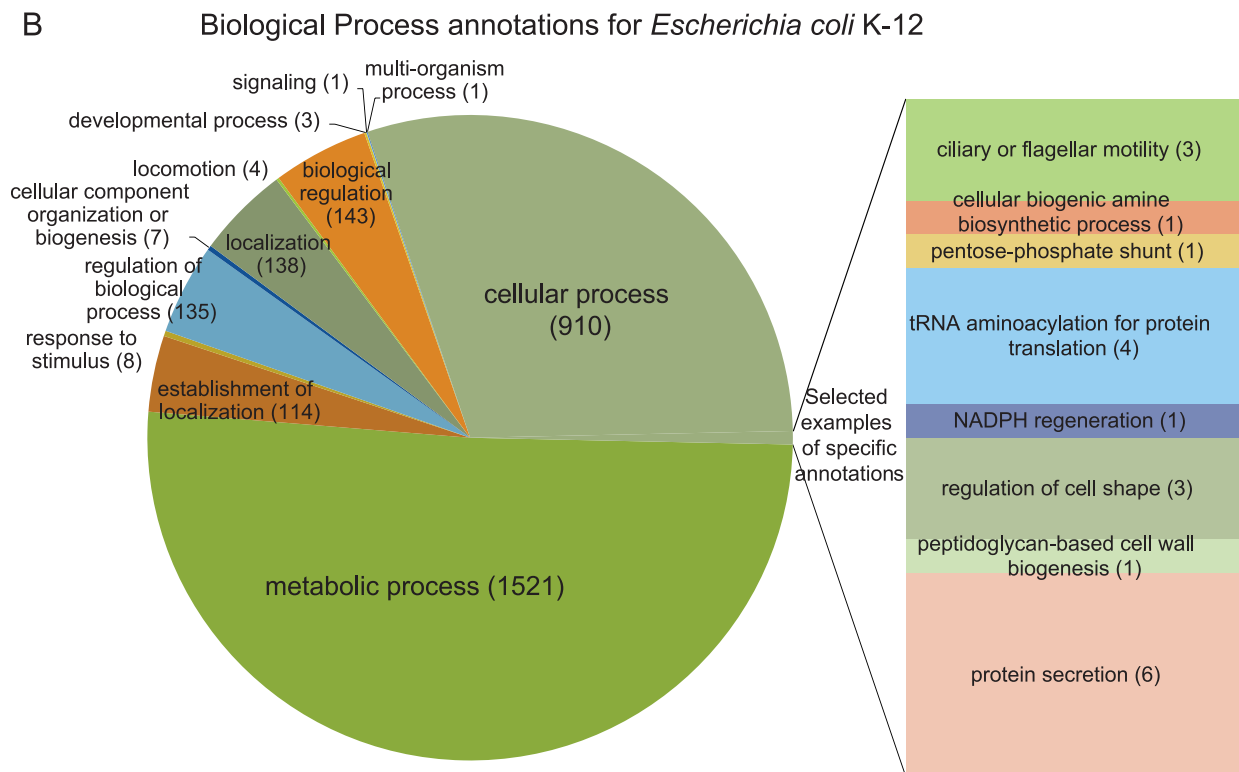 B
Biological Process annotations for Escherichia coli K-12
signaling (1)
multi-organism
process (1)
developmental process (3)
locomotion (4)
cellular component
organization or
biogenesis (7)
regulation of
biological
process (135)
response to
stimulus (8)
establishment of
localization (114)
localization
(138)
biological
regulation
(143)
cellular process
(910)
metabolic process (1521)
Selected
examples
of specific
annotations
ciliary or flagellar motility (3)
cellular biogenic amine
biosynthetic process (1)
pentose-phosphate shunt (1)
tRNA aminoacylation for protein
translation (4)
NADPH regeneration (1)
regulation of cell shape (3)
peptidoglycan-based cell wall
biogenesis (1)
protein secretion (6)